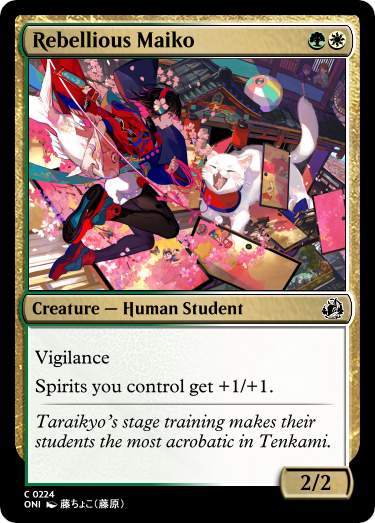 Rebellious Maiko
Creature — Human Student
Vigilance
Spirits you control get +1/+1.
Taraikyo's stage training makes their
students the most acrobatic in Tenkami.
2/2
C 0224
ONI 藤ちょこ(藤原)